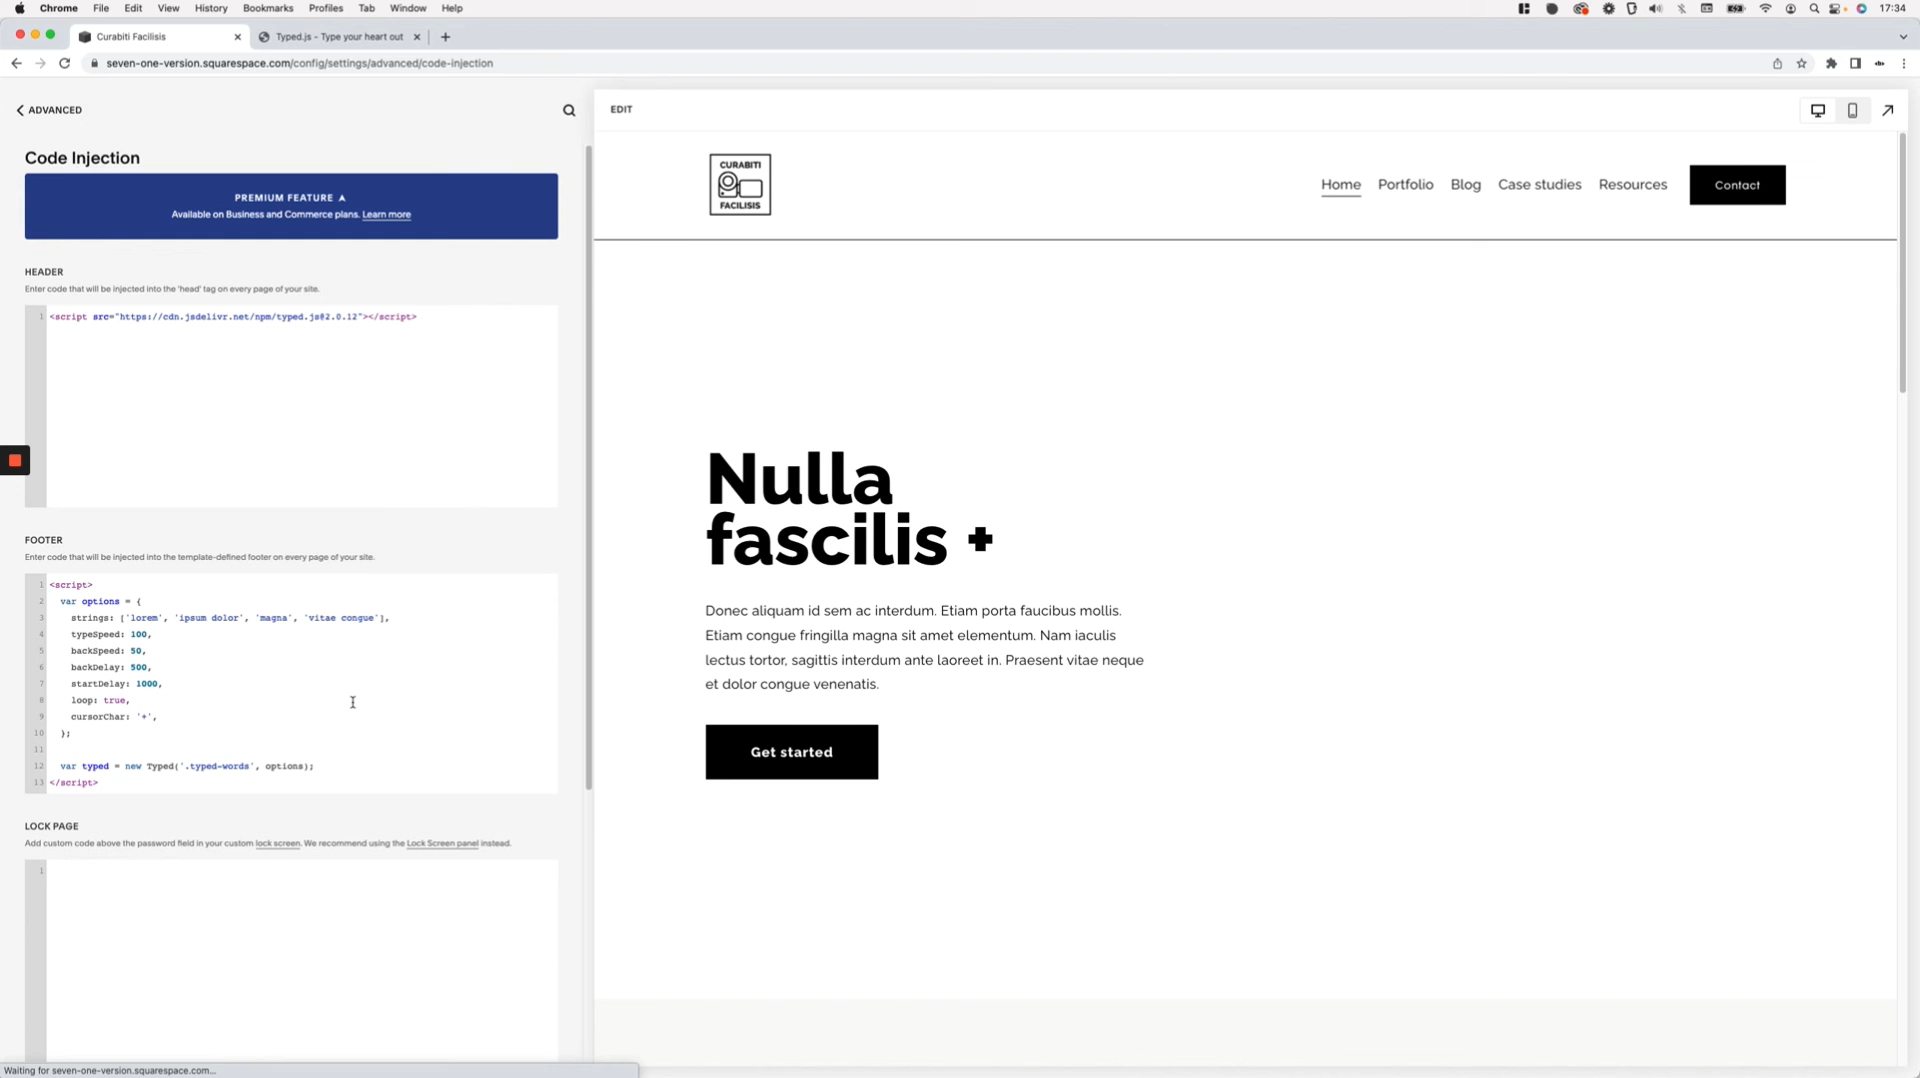 Chrome File Edit View History Bookmarks Profiles Tab Window Help 17:34
Curabiti Facilisis
Typed.js - Type your heart out
seven-one-version.squarespace.com/config/settings/advanced/code-injection
ADVANCED
Code Injection
PREMIUM FEATURE
Available on Business and Commerce plans. Learn more
HEADER
Enter code that will be injected into the 'head' tag on every page of your site.
1 <script src="https://cdn.jsdelivr.net/npm/typed.js@2.0.12"></script>
FOOTER
Enter code that will be injected into the template-defined footer on every page of your site.
1 <script>
2 var options = {
3 strings: ['lorem', 'ipsum dolor', 'magna', 'vitae congue'],
4 typeSpeed: 100,
5 backSpeed: 50,
6 backDelay: 500,
7 startDelay: 1000,
8 loop: true,
9 cursorChar: '+',
10 };
11
12 var typed = new Typed('.typed-words', options);
13 </script>
LOCK PAGE
Add custom code above the password field in your custom lock screen. We recommend using the Lock Screen panel instead.
1
Waiting for seven-one-version.squarespace.com...
EDIT
CURABITI
FACILISIS
Home Portfolio Blog Case studies Resources Contact
Nulla
fascilis +
Donec aliquam id sem ac interdum. Etiam porta faucibus mollis.
Etiam congue fringilla magna sit amet elementum. Nam iaculis
lectus tortor, sagittis interdum ante laoreet in. Praesent vitae neque
et dolor congue venenatis.
Get started